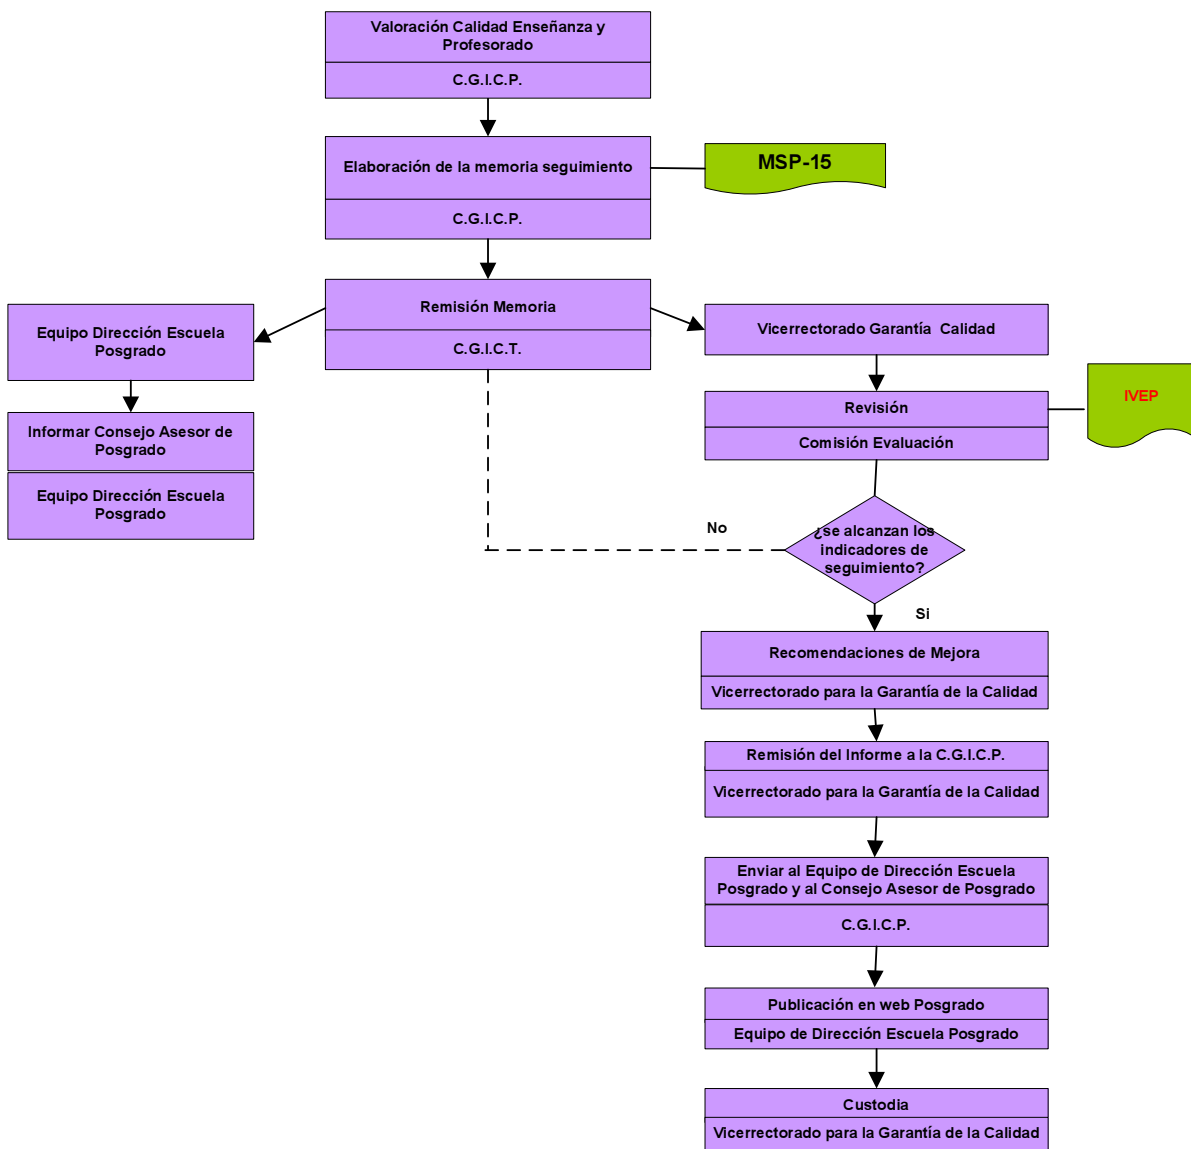 Valoración Calidad Enseñanza y
Profesorado
C.G.I.C.P.
Elaboración de la memoria seguimiento
C.G.I.C.P.
MSP-15
Remisión Memoria
C.G.I.C.T.
Equipo Dirección Escuela
Posgrado
Informar Consejo Asesor de
Posgrado
Equipo Dirección Escuela
Posgrado
Vicerrectorado Garantía Calidad
Revisión
Comisión Evaluación
IVEP
¿se alcanzan los
indicadores de
seguimiento?
No
Si
Recomendaciones de Mejora
Vicerrectorado para la Garantía de la Calidad
Remisión del Informe a la C.G.I.C.P.
Vicerrectorado para la Garantía de la Calidad
Enviar al Equipo de Dirección Escuela
Posgrado y al Consejo Asesor de Posgrado
C.G.I.C.P.
Publicación en web Posgrado
Equipo de Dirección Escuela Posgrado
Custodia
Vicerrectorado para la Garantía de la Calidad